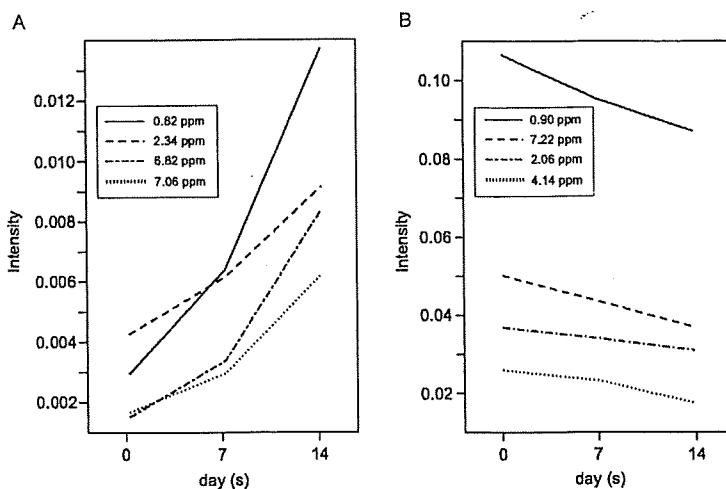 A
Intensity
0.012
0.010
0.008
0.006
0.004
0.002
0.82 ppm
2.34 ppm
6.82 ppm
7.06 ppm
0 7 14
day (s)
B
Intensity
0.10
0.08
0.06
0.04
0.02
0.90 ppm
7.22 ppm
2.06 ppm
4.14 ppm
0 7 14
day (s)